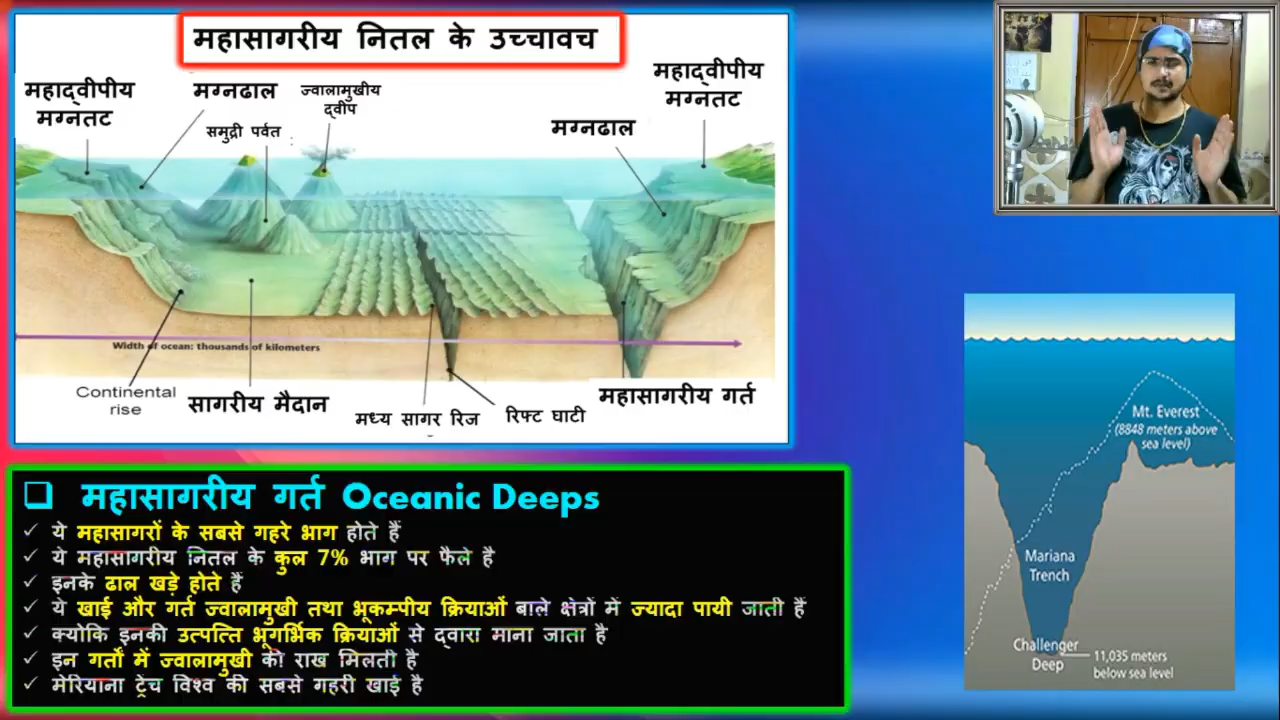 महासागरीय नितल के उच्चावच
महाद्वीपीय
मग्नतट
मग्नढाल
ज्वालामुखीय
द्वीप
समुद्री पर्वत
मग्नढाल
महाद्वीपीय
मग्नतट
Width of ocean: thousands of kilometers
Continental
rise
सागरीय मैदान
मध्य सागर रिज
रिफ्ट घाटी
महासागरीय गर्त
महासागरीय गर्त Oceanic Deeps
ये महासागरों के सबसे गहरे भाग होते हैं
ये महासागरीय नितल के कुल 7% भाग पर फैले है
इनके ढाल खड़े होते हैं
ये खाई और गर्त ज्वालामुखी तथा भूकम्पीय क्रियाओं बाले क्षेत्रों में ज्यादा पायी जाती हैं
क्योकि इनकी उत्पत्ति भूगर्भिक क्रियाओं से द्वारा माना जाता है
इन गर्तों में ज्वालामुखी की राख मिलती है
मेरियाना ट्रेंच विश्व की सबसे गहरी खाई है
Mt. Everest
(8848 meters above
sea level)
Mariana
Trench
Challenger
Deep
11,035 meters
below sea level